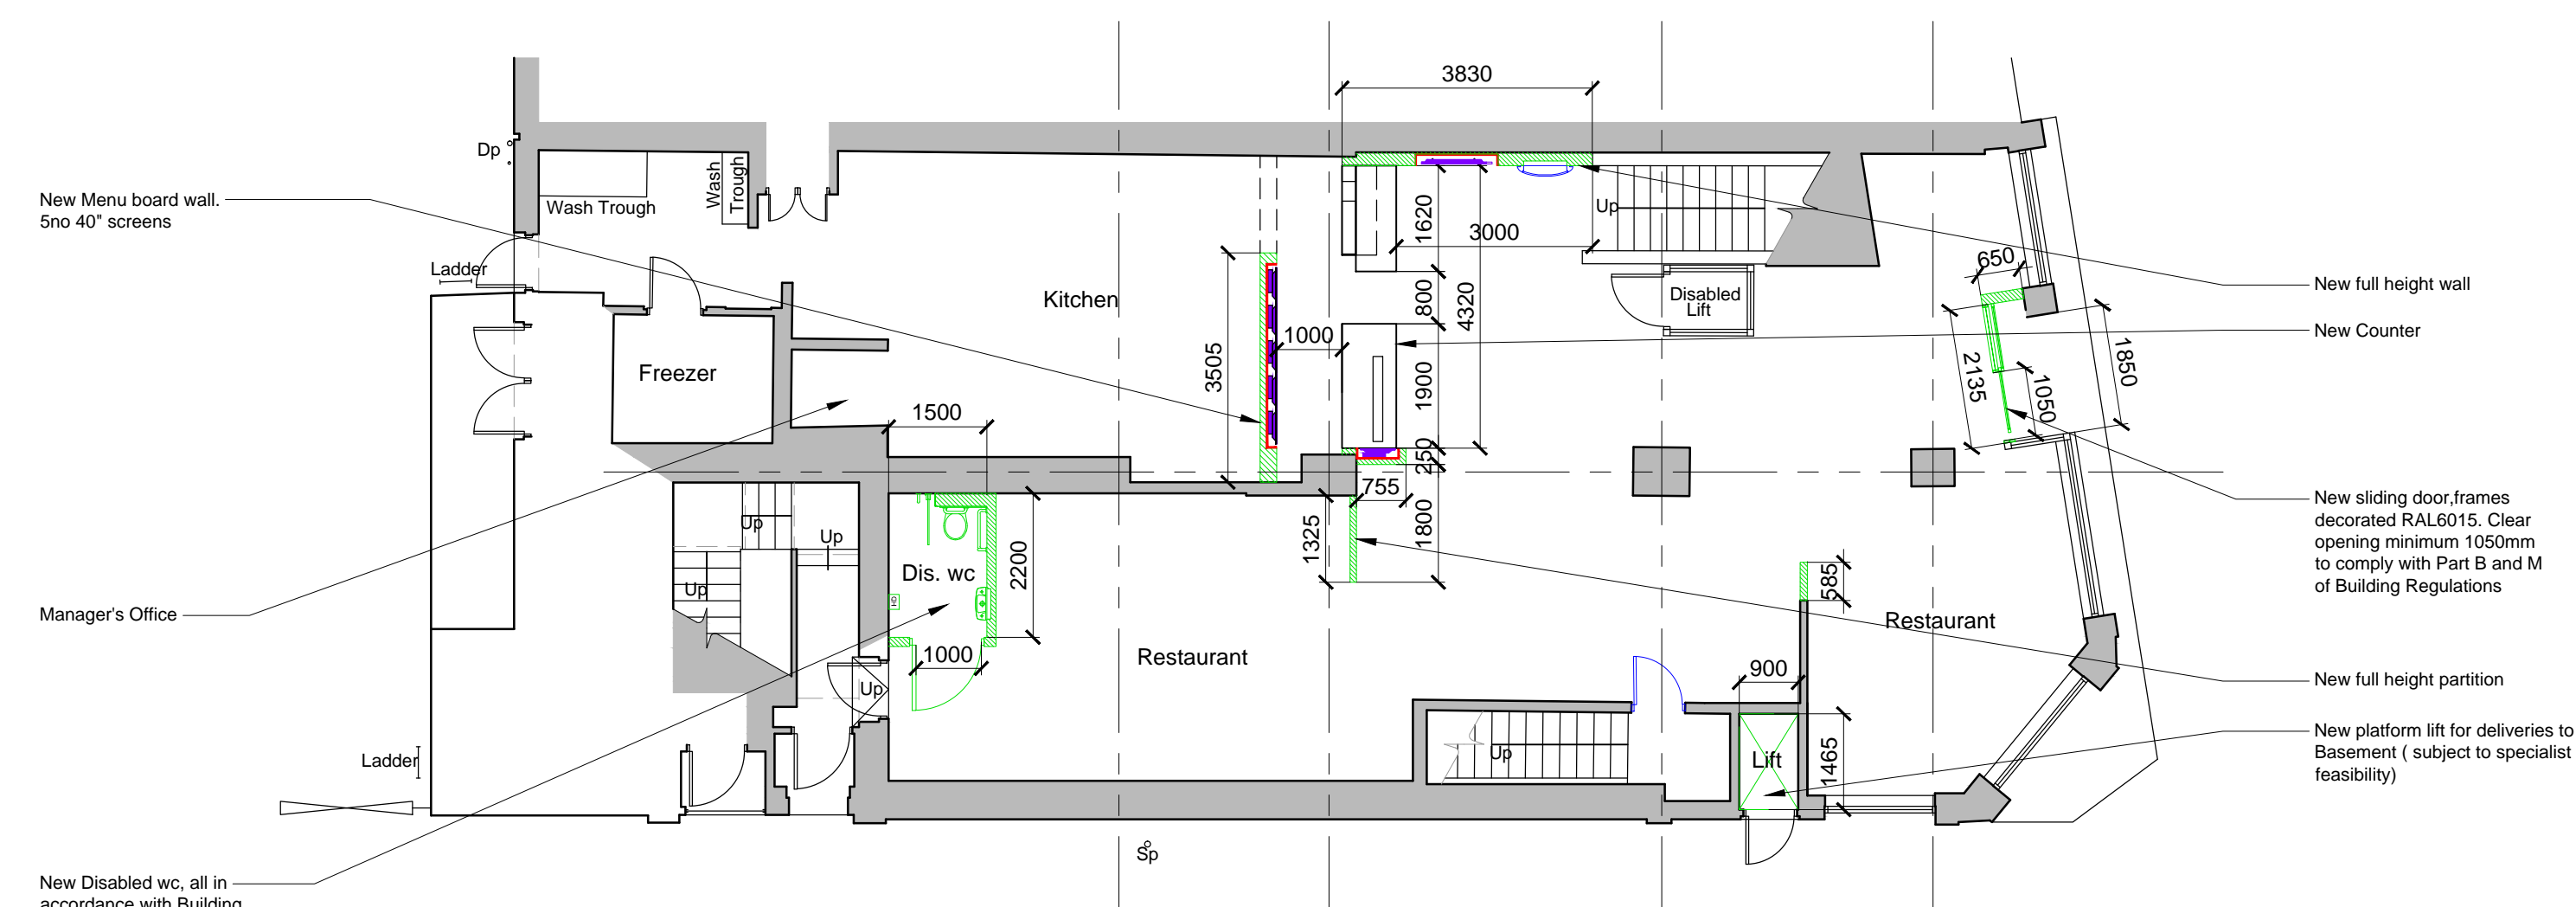 3830
Dp
Wash Trough
Wash
Trough
New Menu board wall.
5no 40" screens
Up
1620
3000
650
Ladder
Kitchen
Disabled
Lift
New full height wall
800
4320
1000
New Counter
Freezer
3505
1900
2135
1050
1850
1500
250
755
New sliding door,frames
decorated RAL6015. Clear
opening minimum 1050mm
to comply with Part B and M
of Building Regulations
Up
Up
Up
1325
1800
Dis. wc
2200
585
Manager's Office
Restaurant
Restaurant
1000
900
New full height partition
Up
New platform lift for deliveries to
Basement ( subject to specialist
feasibility)
Ladder
Up
Lift
1465
Sp
New Disabled wc, all in
accordance with Building